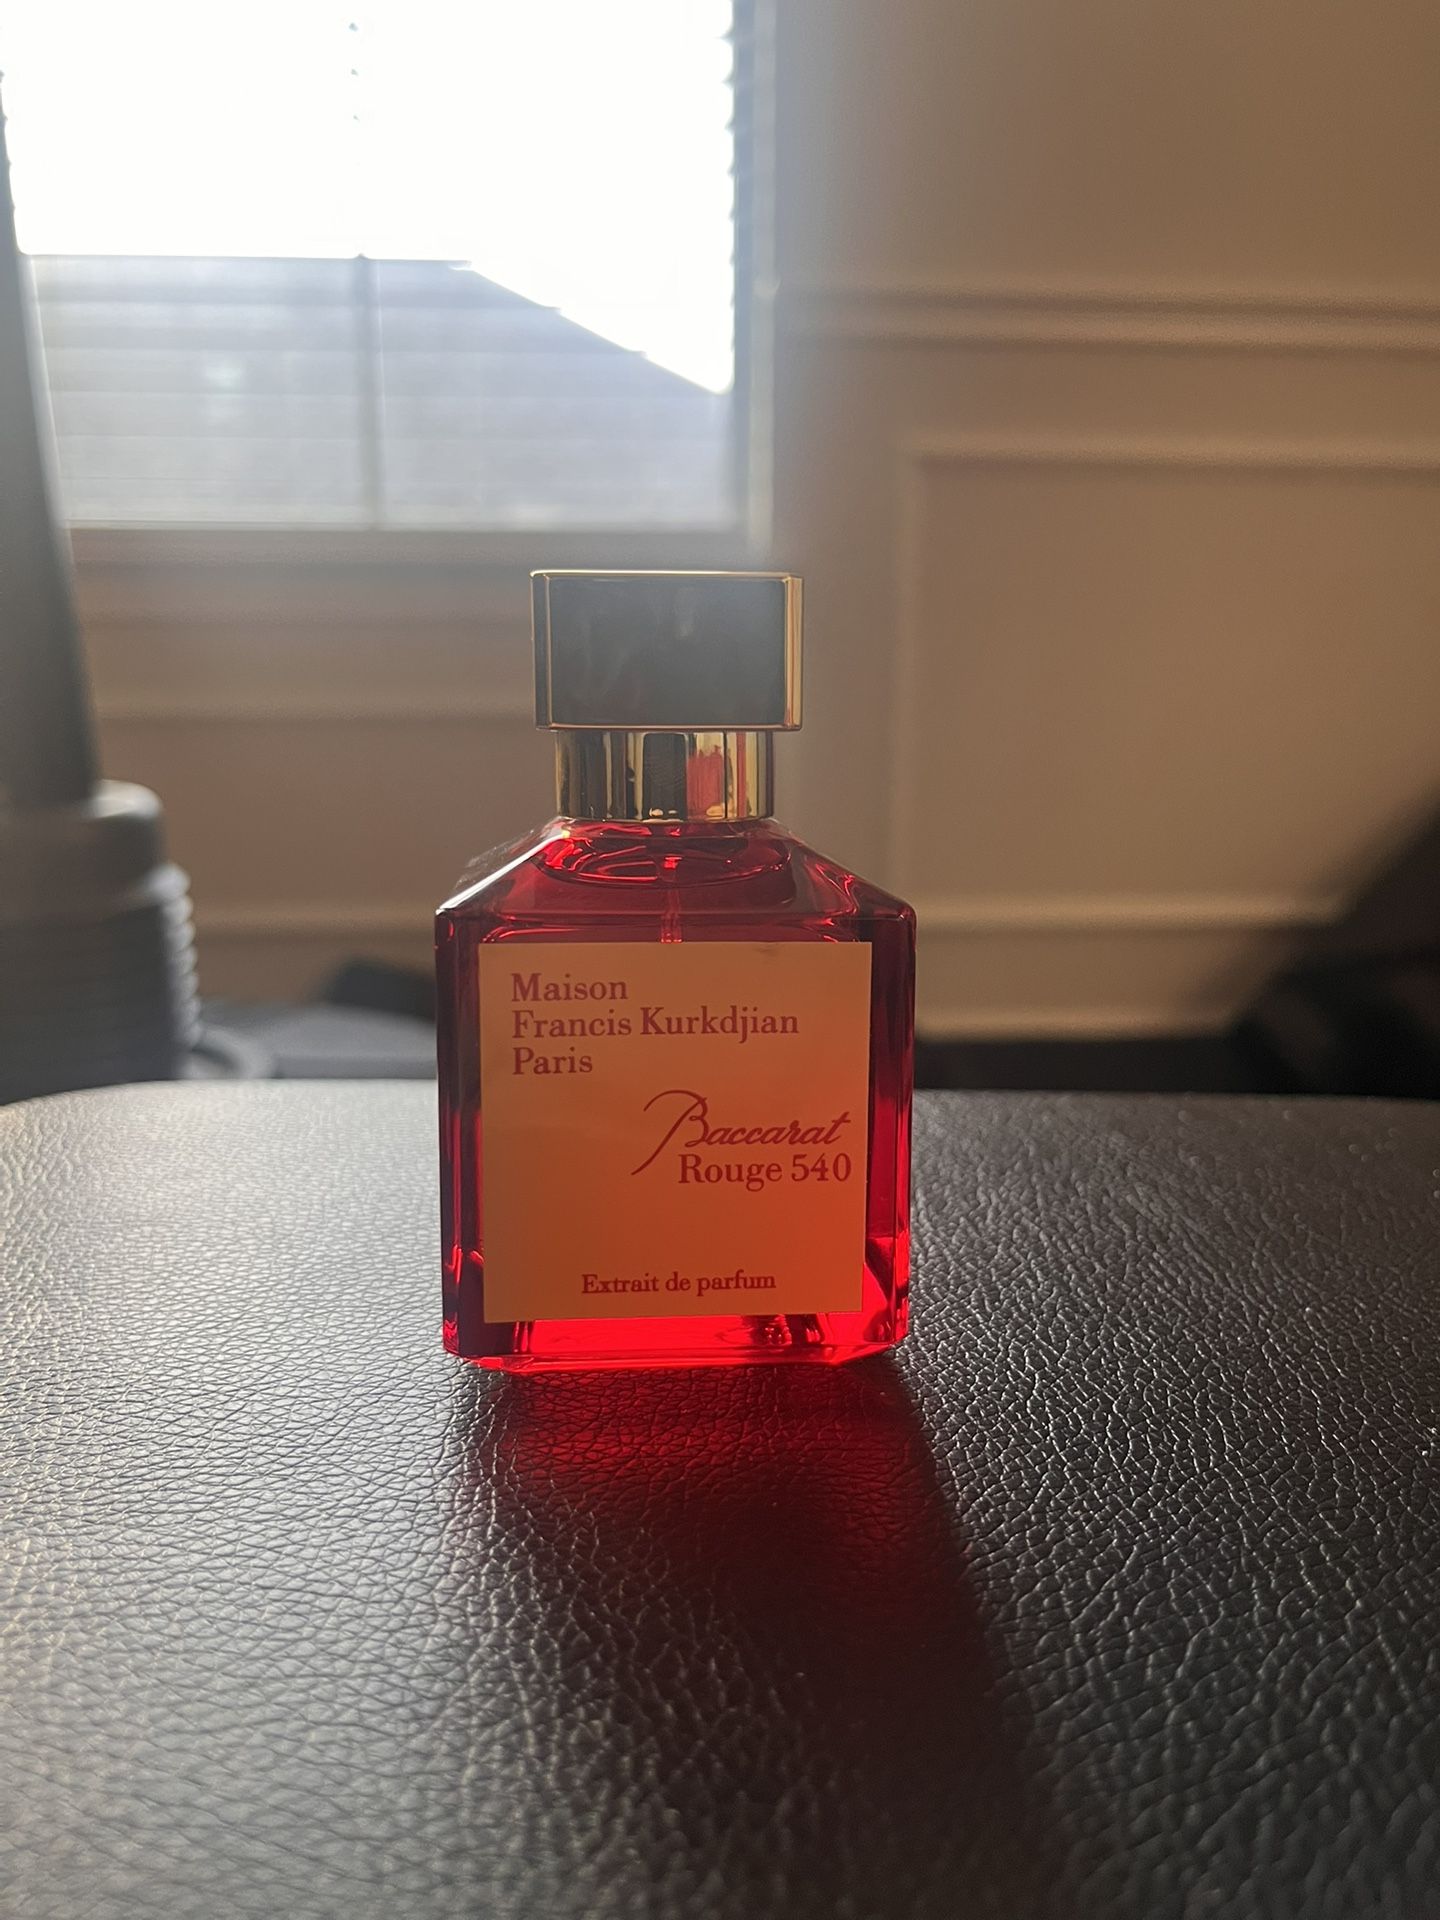 Maison
Francis Kurkdjian
Paris
Baccarat
Rouge 540
Extrait de parfum